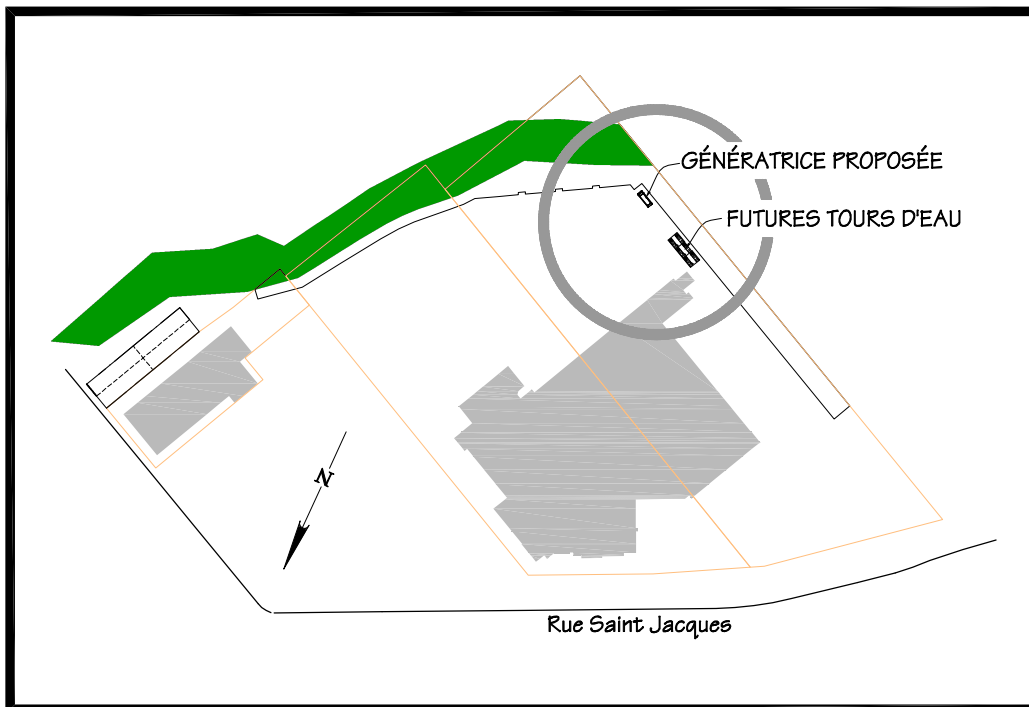 GÉNÉRATRICE PROPOSÉE
FUTURES TOURS D'EAU
N
Rue Saint Jacques